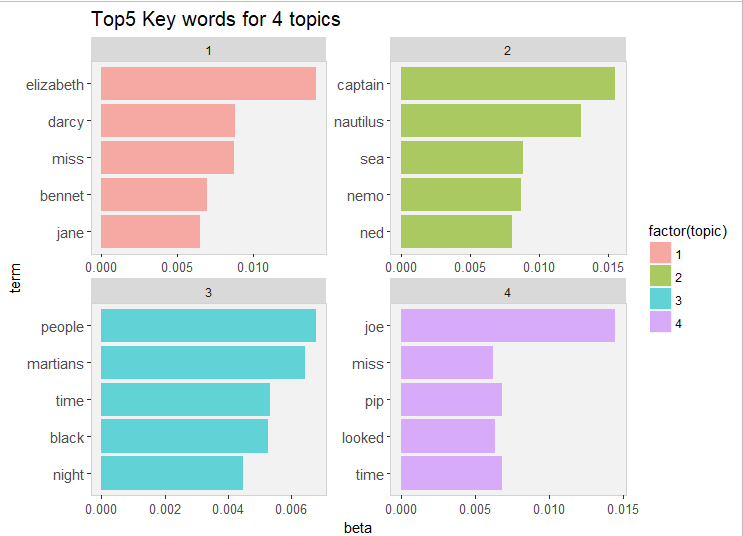 Top5 Key words for 4 topics
1
elizabeth
darcy
miss
bennet
jane
0.000 0.005 0.010
2
captain
nautilus
sea
nemo
ned
0.000 0.005 0.010 0.015
3
people
martians
time
black
night
0.000 0.002 0.004 0.006
4
joe
miss
pip
looked
time
0.000 0.005 0.010 0.015
term
beta
factor(topic)
1
2
3
4